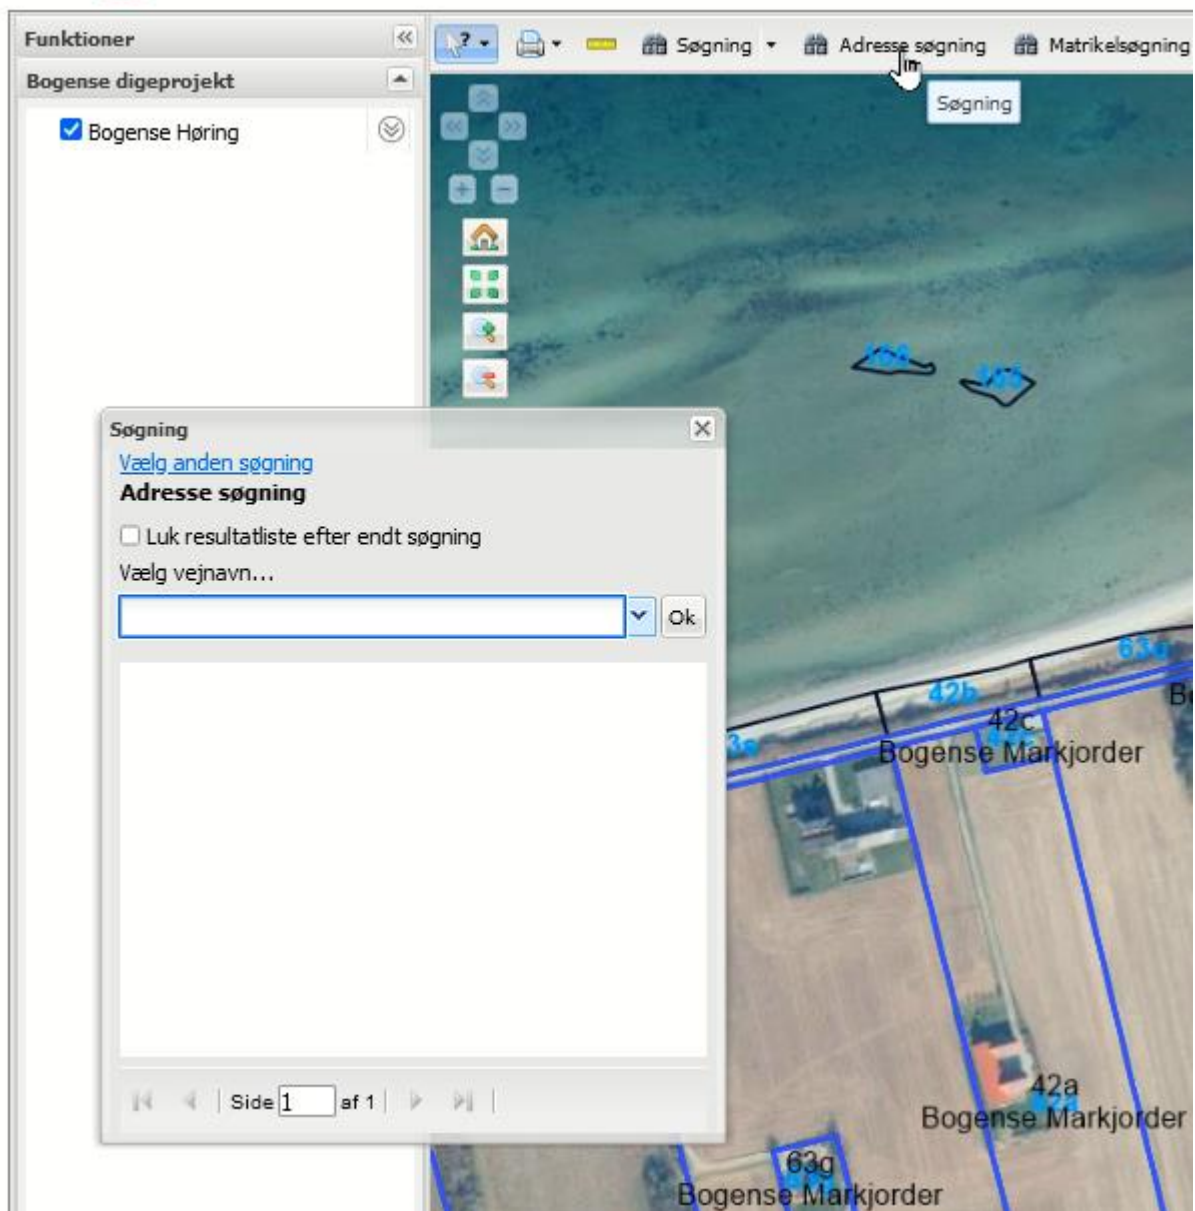 Funktioner
Bogense digeprojekt
Bogense Høring
Søgning
Adresse søgning
Matrikelsøgning
Søgning
Søgning
Vælg anden søgning
Adresse søgning
Luk resultatliste efter endt søgning
Vælg vejnavn...
Ok
Side 1 af 1
63g
42b
42c
Bogense Markjorder
42a
Bogense Markjorder
63g
Bogense Markjorder